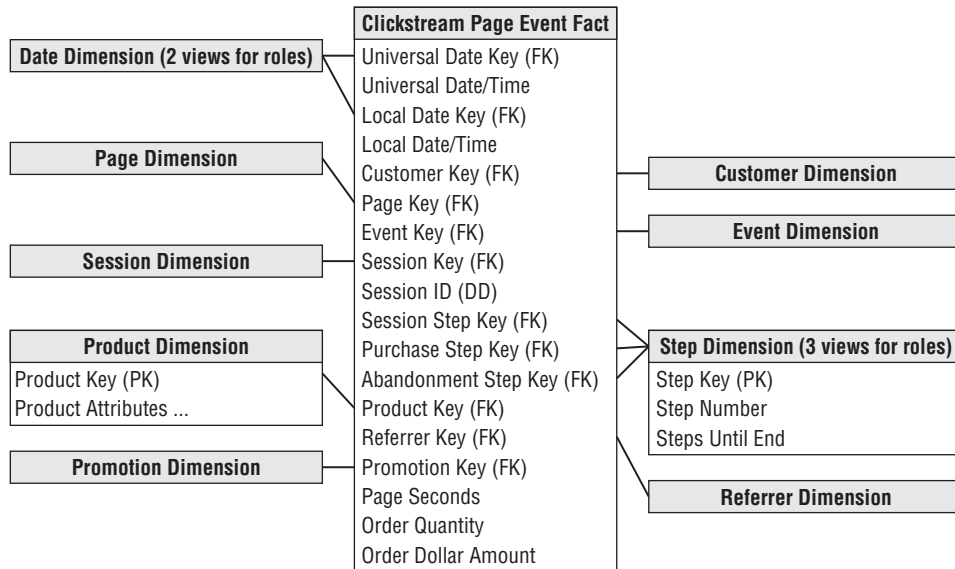 Clickstream Page Event Fact
Universal Date Key (FK)
Universal Date/Time
Local Date Key (FK)
Local Date/Time
Customer Key (FK)
Page Key (FK)
Event Key (FK)
Session Key (FK)
Session ID (DD)
Session Step Key (FK)
Purchase Step Key (FK)
Abandonment Step Key (FK)
Product Key (FK)
Referrer Key (FK)
Promotion Key (FK)
Page Seconds
Order Quantity
Order Dollar Amount
Date Dimension (2 views for roles)
Page Dimension
Session Dimension
Product Dimension
Product Key (PK)
Product Attributes ...
Promotion Dimension
Customer Dimension
Event Dimension
Step Dimension (3 views for roles)
Step Key (PK)
Step Number
Steps Until End
Referrer Dimension